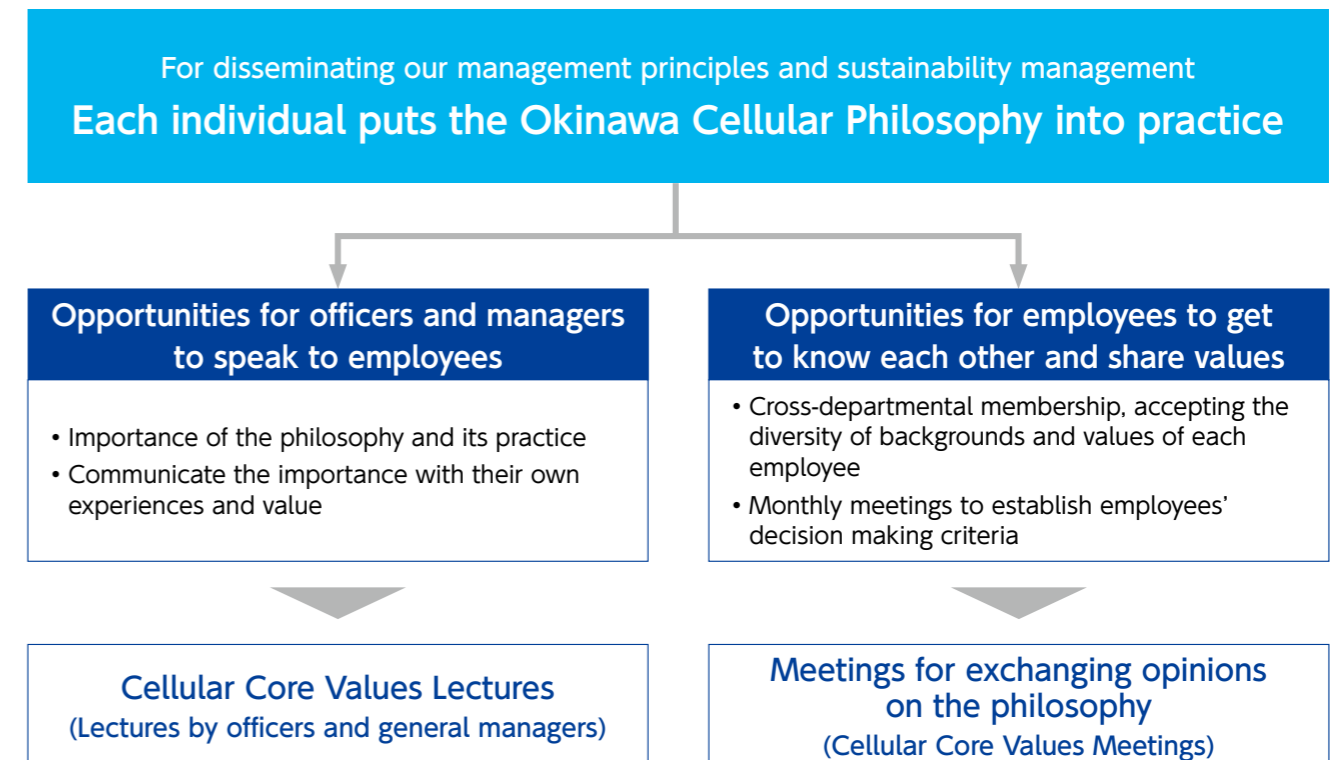 For disseminating our management principles and sustainability management
Each individual puts the Okinawa Cellular Philosophy into practice
Opportunities for officers and managers
to speak to employees
• Importance of the philosophy and its practice
• Communicate the importance with their own
experiences and value
Cellular Core Values Lectures
(Lectures by officers and general managers)
Opportunities for employees to get
to know each other and share values
• Cross-departmental membership, accepting the
diversity of backgrounds and values of each
employee
• Monthly meetings to establish employees’
decision making criteria
Meetings for exchanging opinions
on the philosophy
(Cellular Core Values Meetings)